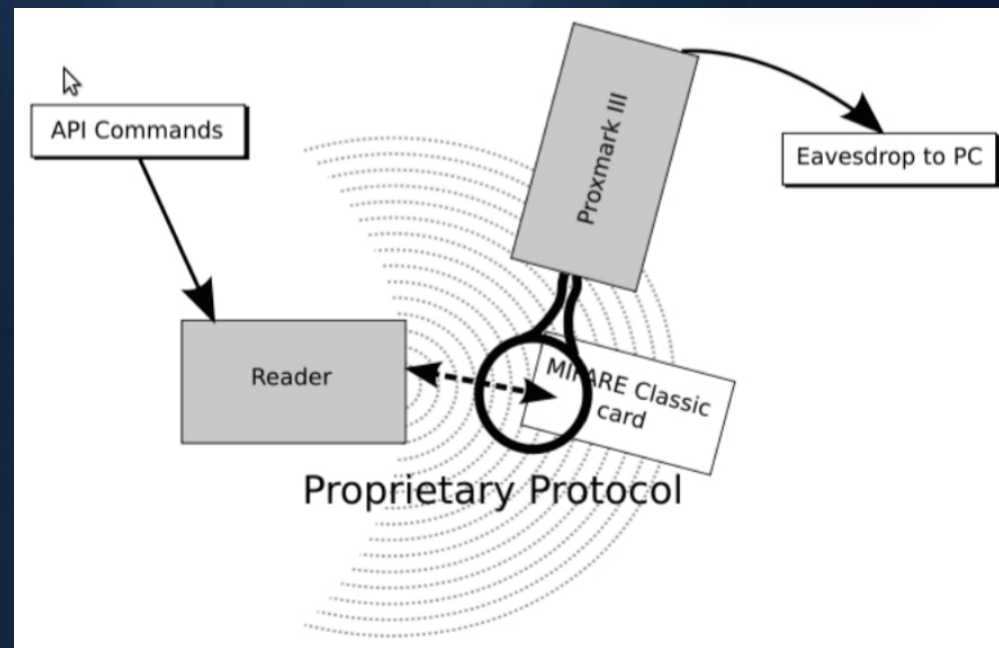 API Commands
Proxmark III
Eavesdrop to PC
Reader
MIFARE Classic
card
Proprietary Protocol